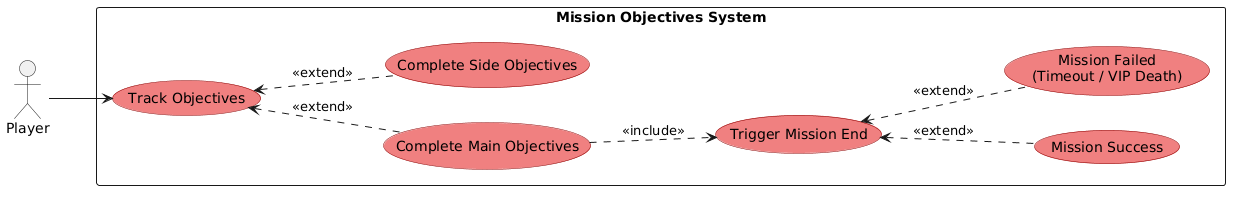 Mission Objectives System
Player
Track Objectives
«extend»
Complete Side Objectives
«extend»
Complete Main Objectives
«include»
Trigger Mission End
«extend»
Mission Failed
(Timeout / VIP Death)
«extend»
Mission Success